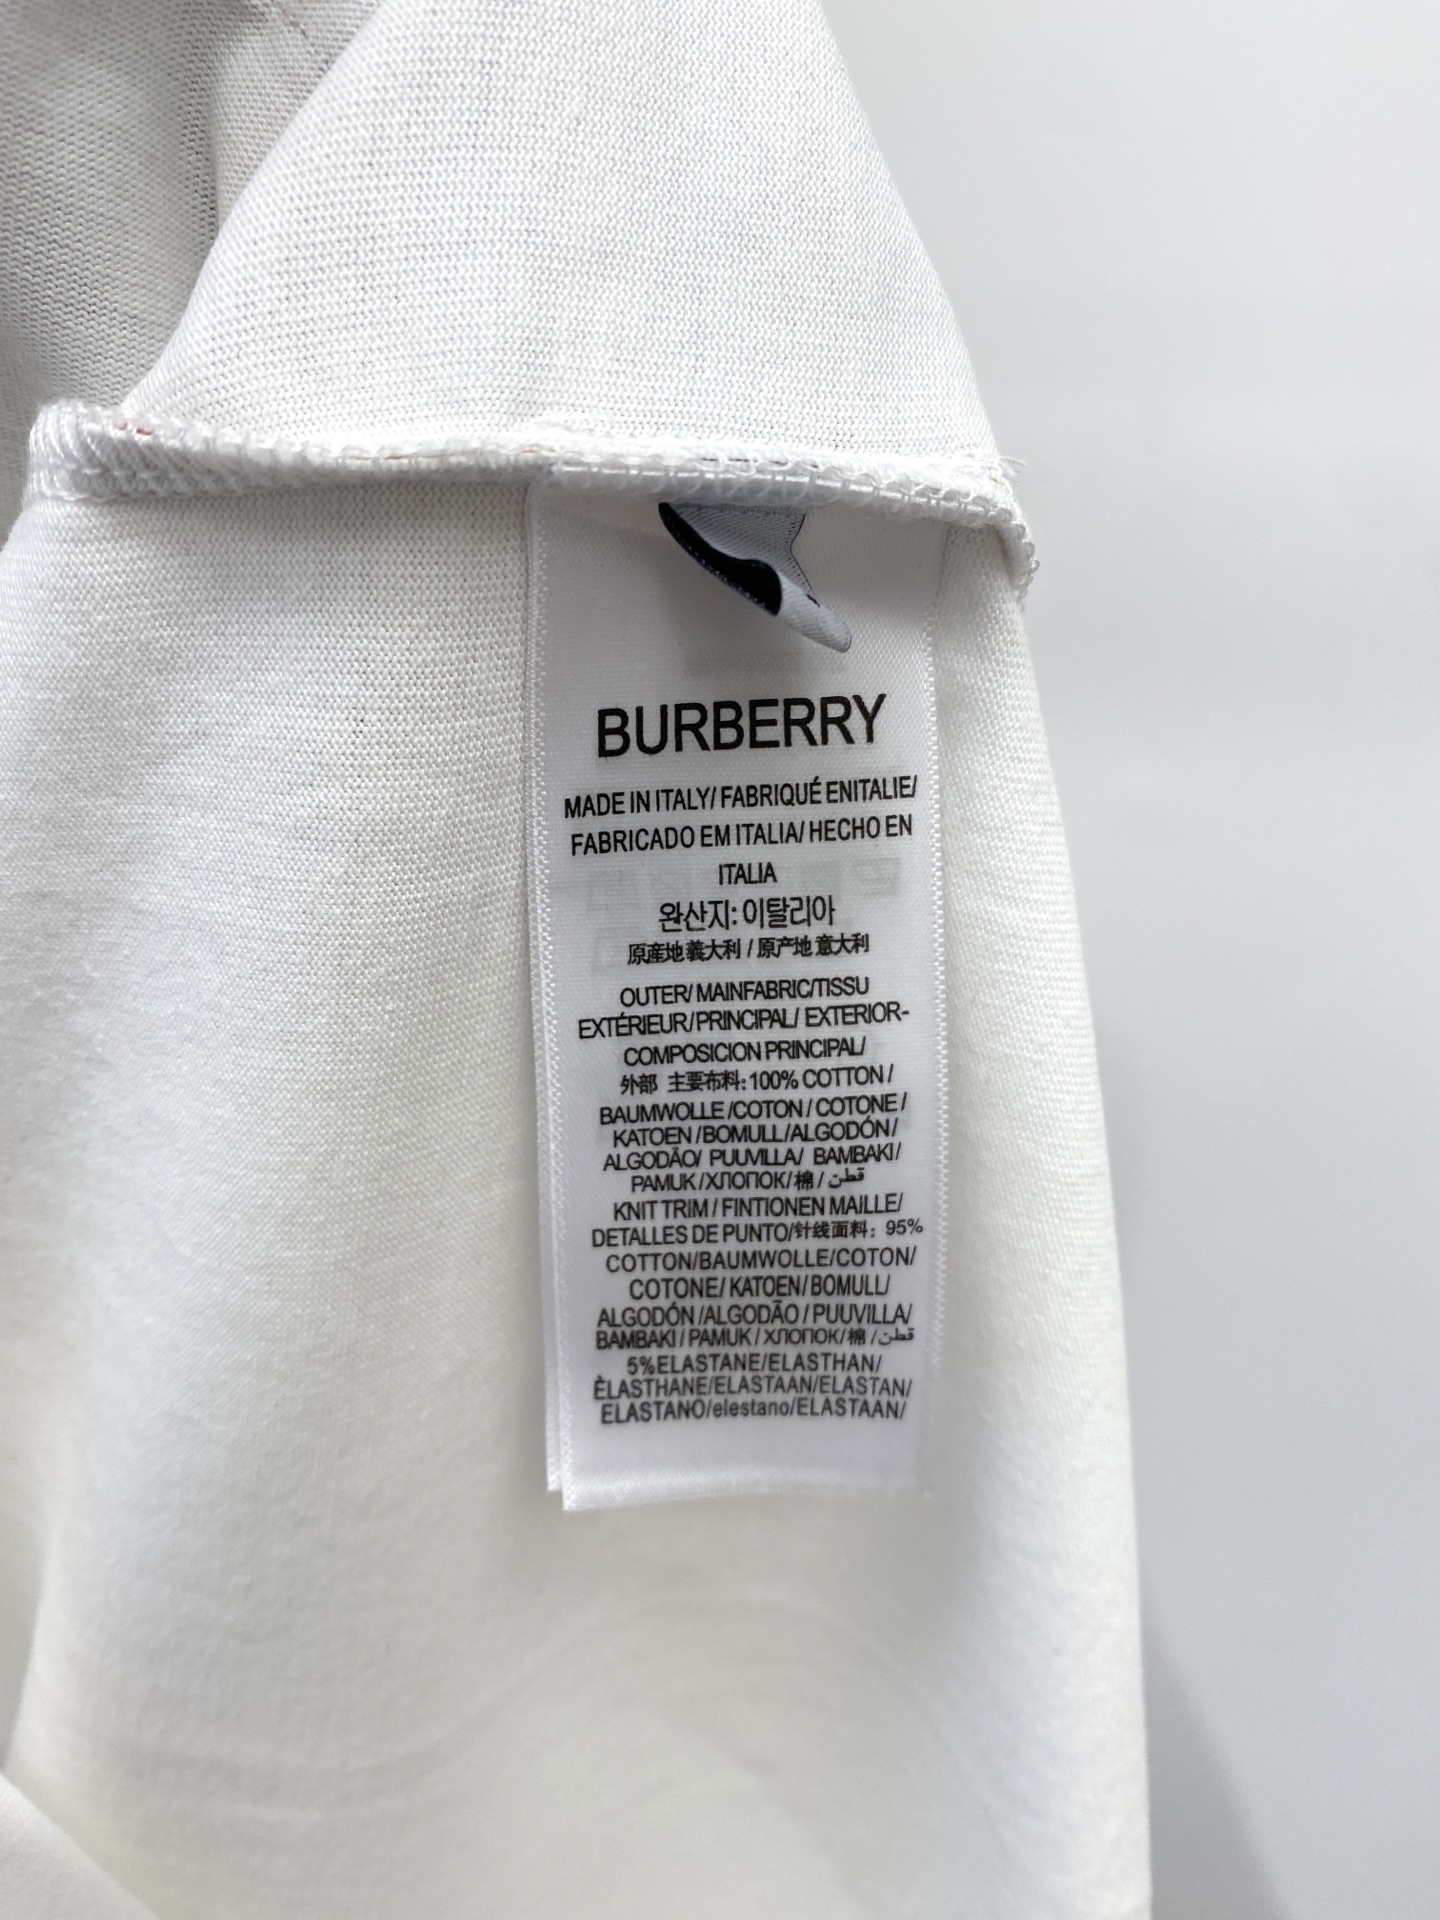 BURBERRY
MADE IN ITALY/ FABRIQUÉ ENITALIE/
FABRICADO EM ITALIA/ HECHO EN
ITALIA
완산지: 이탈리아
原産地 義大利 / 原产地 意大利
OUTER/ MAINFABRIC/TISSU
EXTÉRIEUR/PRINCIPAL/ EXTERIOR-
COMPOSICION PRINCIPAL/
外部 主要布料: 100% COTTON /
BAUMWOLLE /COTON / COTONE /
KATOEN /BOMULL/ALGODÓN /
ALGODÃO/ PUUVILLA/ BAMBAKI /
PAMUK /ХЛОПОК/ 棉 / قطن
KNIT TRIM / FINTIONEN MAILLE/
DETALLES DE PUNTO/针线面料: 95%
COTTON/BAUMWOLLE/COTON/
COTONE/ KATOEN/ BOMULL/
ALGODÓN /ALGODÃO / PUUVILLA/
BAMBAKI / PAMUK / ХЛОПОК/ 棉 / قطن
5%ELASTANE/ELASTHAN/
ÈLASTHANE/ELASTAAN/ELASTAN/
ELASTANO/elestano/ELASTAAN/